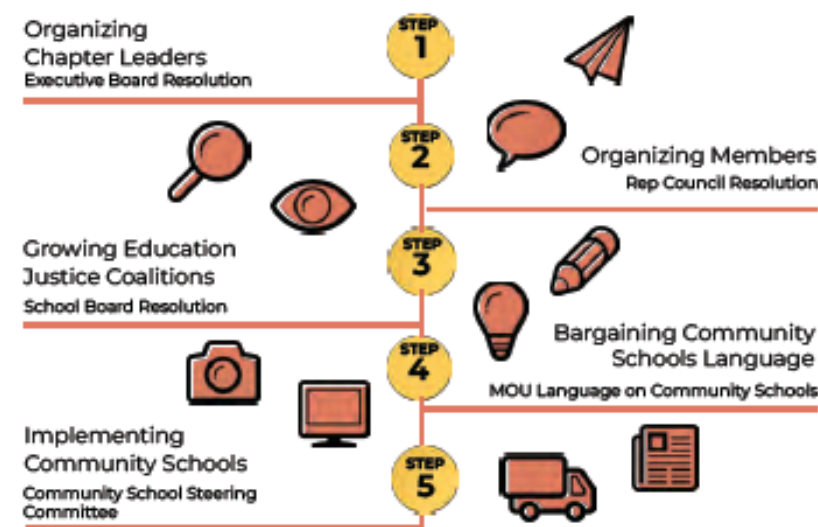 STEP
1
Organizing
Chapter Leaders
Executive Board Resolution
STEP
2
Organizing Members
Rep Council Resolution
STEP
3
Growing Education
Justice Coalitions
School Board Resolution
STEP
4
Bargaining Community
Schools Language
MOU Language on Community Schools
STEP
5
Implementing
Community Schools
Community School Steering
Committee